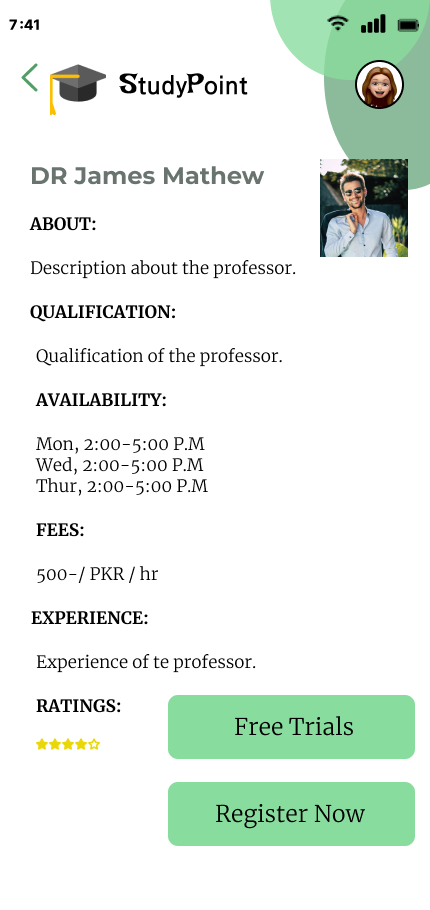 7:41
StudyPoint
DR James Mathew
ABOUT:
Description about the professor.
QUALIFICATION:
Qualification of the professor.
AVAILABILITY:
Mon, 2:00-5:00 P.M
Wed, 2:00-5:00 P.M
Thur, 2:00-5:00 P.M
FEES:
500-/ PKR / hr
EXPERIENCE:
Experience of te professor.
RATINGS:
Free Trials
Register Now